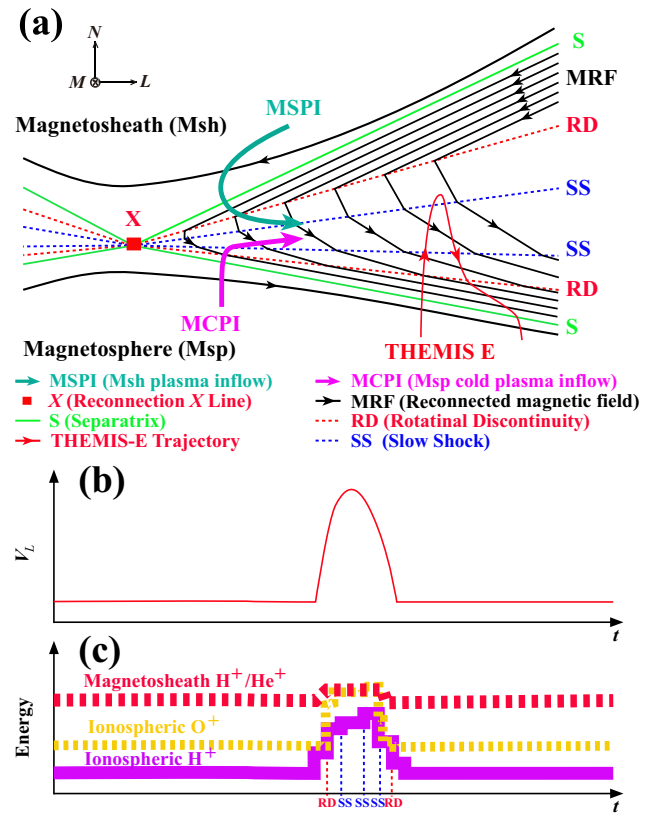 (a)
N
M
L
S
MRF
MSPI
Magnetosheath (Msh)
RD
SS
X
SS
RD
MCPI
S
Magnetosphere (Msp)
THEMIS E
MSPI (Msh plasma inflow)
MCPI (Msp cold plasma inflow)
X (Reconnection X Line)
MRF (Reconnected magnetic field)
S (Separatrix)
RD (Rotatinal Discontinuity)
THEMIS-E Trajectory
SS (Slow Shock)
(b)
V_L
t
(c)
Energy
Magnetosheath H⁺/He⁺
Ionospheric O⁺
Ionospheric H⁺
RD SS SS SS RD
t